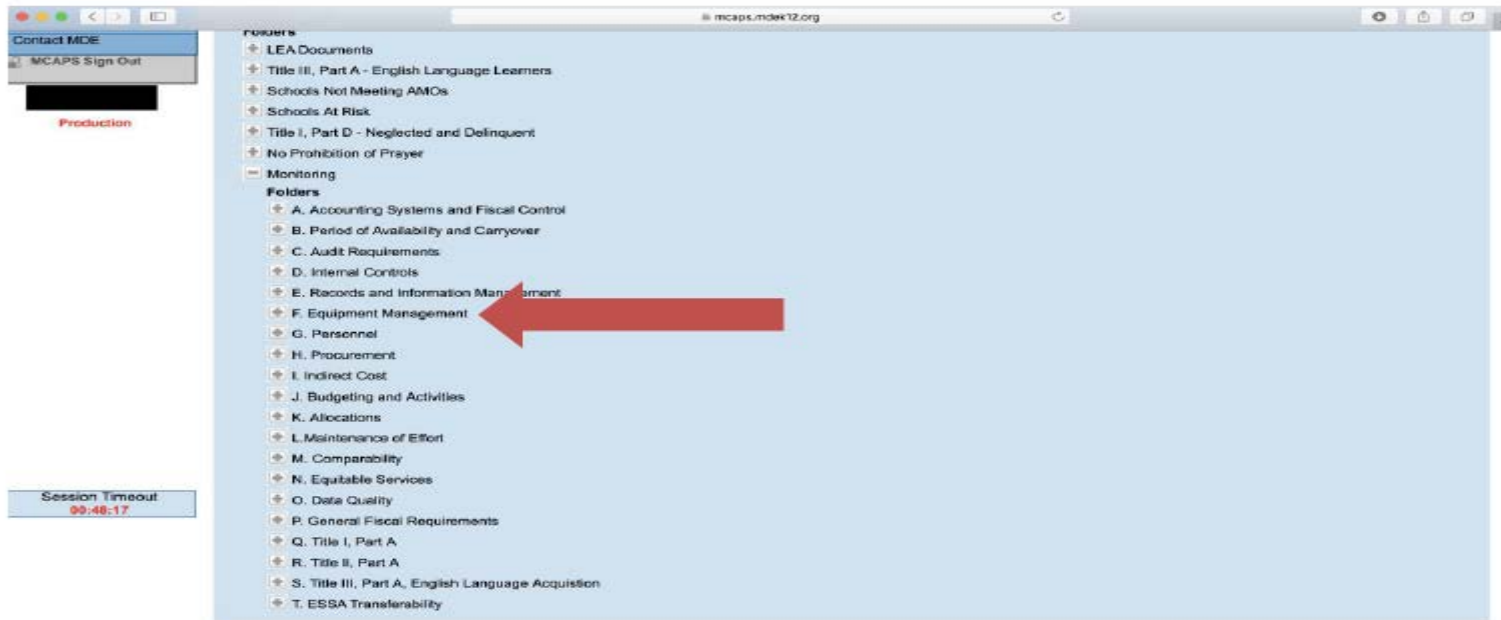 mcaps.mdek12.org
Contact MDE
MCAPS Sign Out
Production
Session Timeout
00:48:17
Folders
LEA Documents
Title III, Part A - English Language Learners
Schools Not Meeting AMOs
Schools At Risk
Title I, Part D - Neglected and Delinquent
No Prohibition of Prayer
Monitoring
Folders
A. Accounting Systems and Fiscal Control
B. Period of Availability and Carryover
C. Audit Requirements
D. Internal Controls
E. Records and Information Management
F. Equipment Management
G. Personnel
H. Procurement
I. Indirect Cost
J. Budgeting and Activities
K. Allocations
L.Maintenance of Effort
M. Comparability
N. Equitable Services
O. Data Quality
P. General Fiscal Requirements
Q. Title I, Part A
R. Title II, Part A
S. Title III, Part A, English Language Acquistion
T. ESSA Transferability